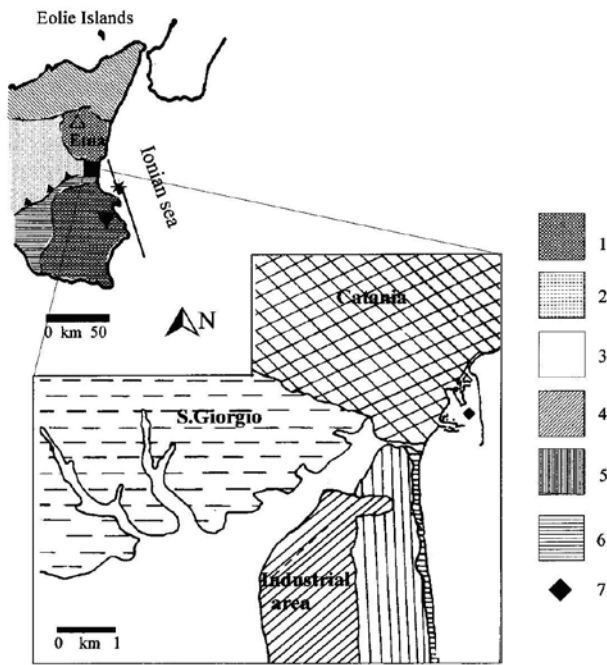 Eolie Islands
Etna
Ionian sea
0 km 50
N
Catania
S.Giorgio
Industrial
area
0 km 1
1
2
3
4
5
6
7